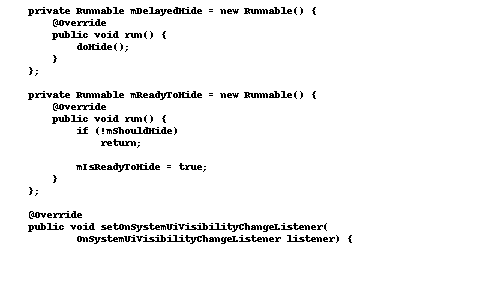 private Runnable mDelayedHide = new Runnable() {
    @Override
    public void run() {
        doHide();
    }
};

private Runnable mReadyToHide = new Runnable() {
    @Override
    public void run() {
        if (!mShouldHide)
            return;

        mIsReadyToHide = true;
    }
};

@Override
public void setOnSystemUiVisibilityChangeListener(
        OnSystemUiVisibilityChangeListener listener) {